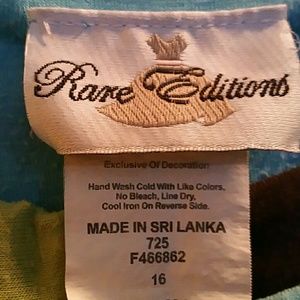 Rare Editions
Exclusive Of Decoration
Hand Wash Cold With Like Colors,
No Bleach, Line Dry,
Cool Iron On Reverse Side.
MADE IN SRI LANKA
725
F466862
16